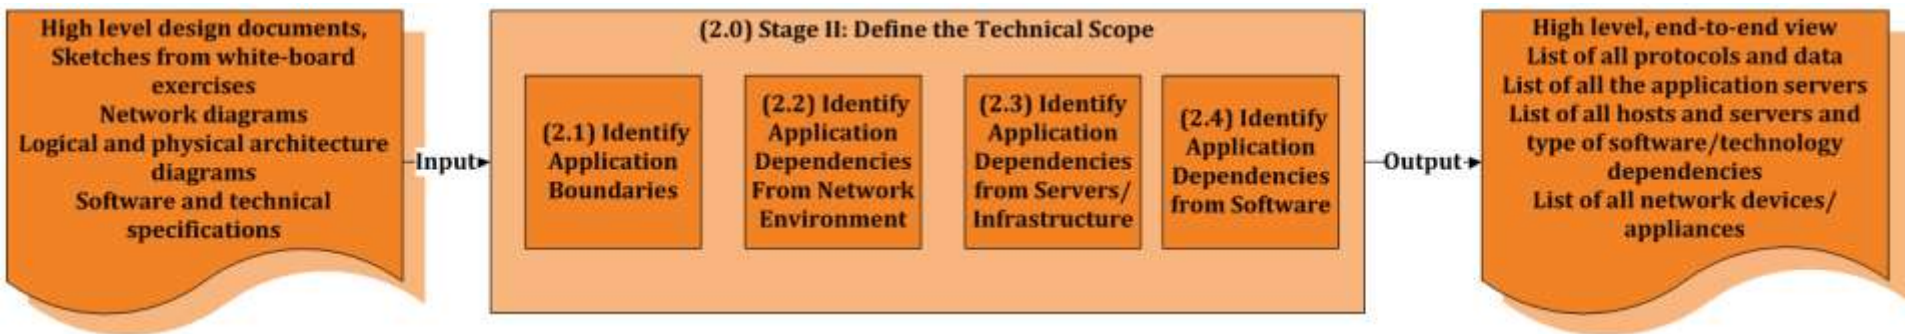 High level design documents,
Sketches from white-board
exercises
Network diagrams
Logical and physical architecture
diagrams
Software and technical
specifications
Input
(2.0) Stage II: Define the Technical Scope
(2.1) Identify
Application
Boundaries
(2.2) Identify
Application
Dependencies
From Network
Environment
(2.3) Identify
Application
Dependencies
from Servers/
Infrastructure
(2.4) Identify
Application
Dependencies
from Software
Output
High level, end-to-end view
List of all protocols and data
List of all the application servers
List of all hosts and servers and
type of software/technology
dependencies
List of all network devices/
appliances